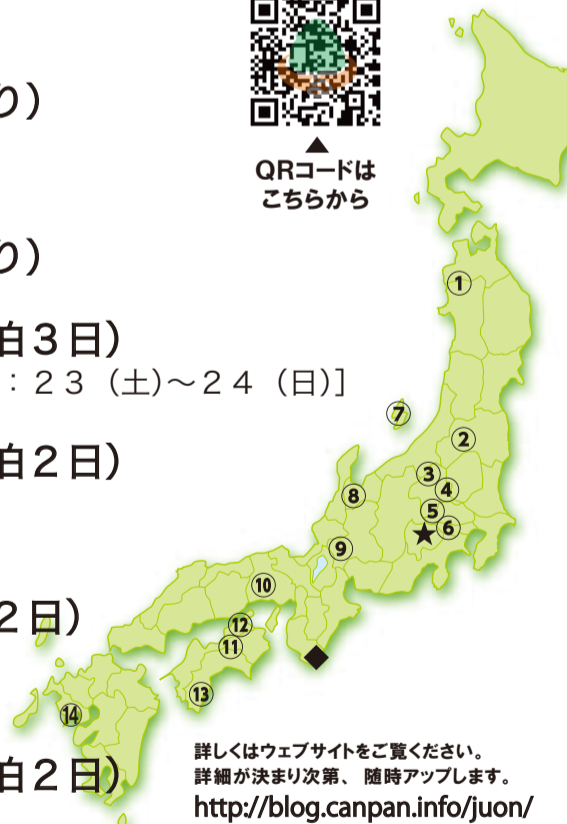 り）
▲
QRコードは
こちらから
り）
泊３日）
：２３（土）～２４（日）］
泊２日）
２日）
泊２日）
①
②
③
④
⑤
⑥
⑦
⑧
⑨
⑩
⑪
⑫
⑬
⑭
詳しくはウェブサイトをご覧ください。
詳細が決まり次第、随時アップします。
http://blog.canpan.info/juon/